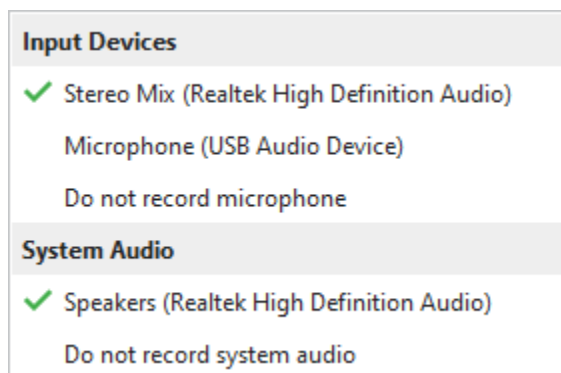 Input Devices
Stereo Mix (Realtek High Definition Audio)
Microphone (USB Audio Device)
Do not record microphone
System Audio
Speakers (Realtek High Definition Audio)
Do not record system audio